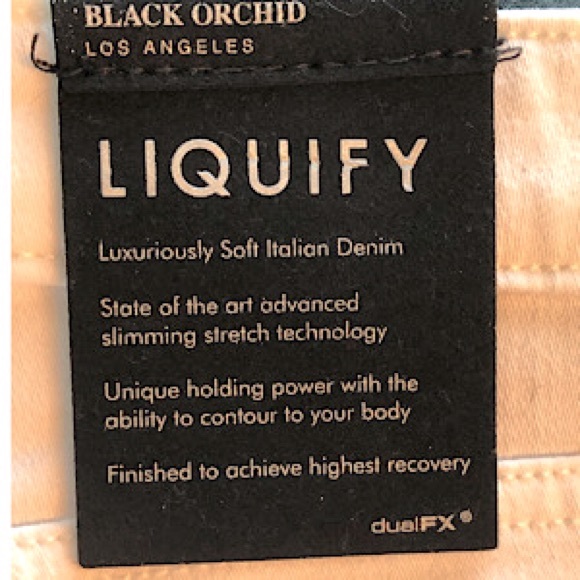 BLACK ORCHID
LOS ANGELES
LIQUIFY
Luxuriously Soft Italian Denim
State of the art advanced
slimming stretch technology
Unique holding power with the
ability to contour to your body
Finished to achieve highest recovery
dualFX®